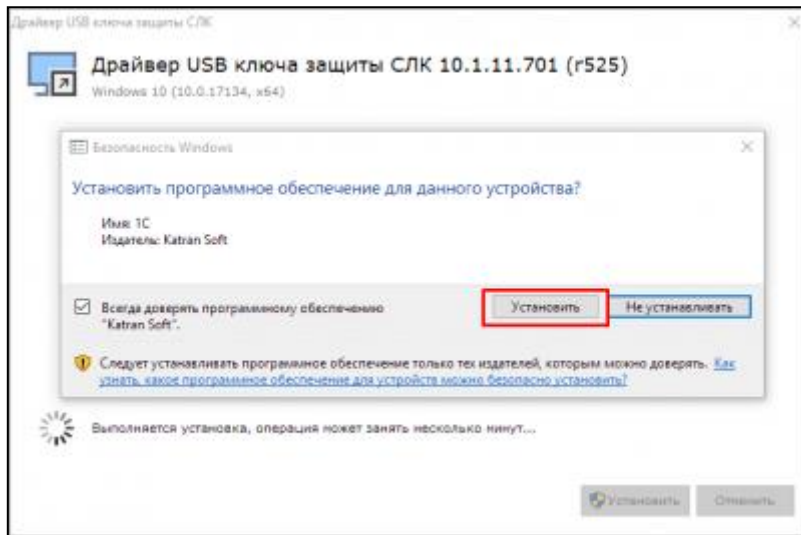 Драйвер USB ключа защиты СЛК
Драйвер USB ключа защиты СЛК 10.1.11.701 (r525)
Windows 10 (10.0.17134, x64)
Безопасность Windows
Установить программное обеспечение для данного устройства?
Имя: 1С
Издатель: Katran Soft
Всегда доверять программному обеспечению
"Katran Soft".
Установить
Не устанавливать
Следует устанавливать программное обеспечение только тех издателей, которым можно доверять. Как
узнать, какое программное обеспечение для устройств можно безопасно установить?
Выполняется установка, операция может занять несколько минут...
Установить
Отменить